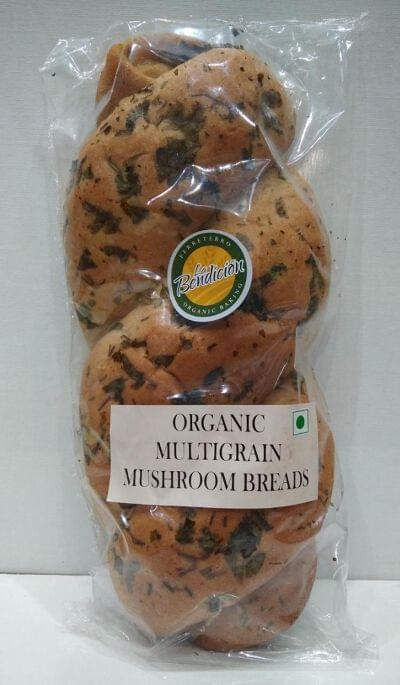 FERRETERRO
La
Bendición
ORGANIC BAKING
ORGANIC
MULTIGRAIN
MUSHROOM BREADS